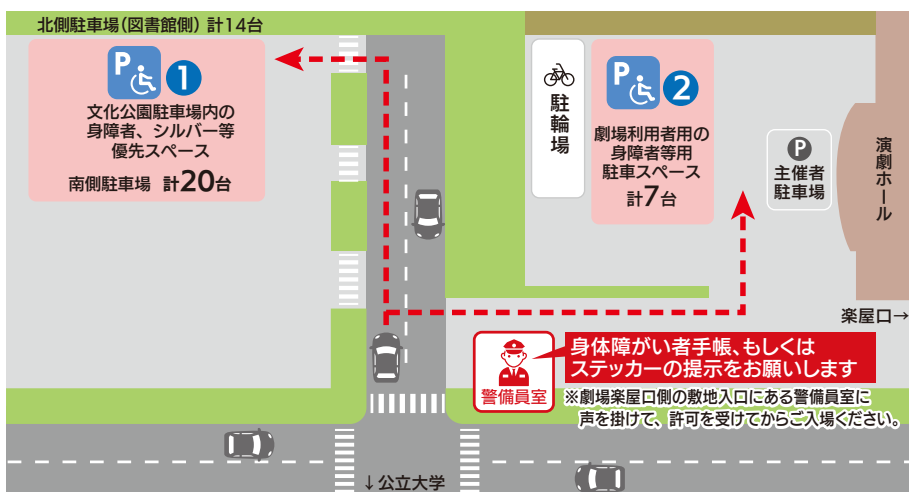 北側駐車場(図書館側) 計14台
P
1
文化公園駐車場内の
身障者、シルバー等
優先スペース
南側駐車場 計20台
駐輪場
P
2
劇場利用者用の
身障者等用
駐車スペース
計7台
P
主催者
駐車場
演劇ホール
楽屋口→
警備員室
身体障がい者手帳、もしくは
ステッカーの提示をお願いします
※劇場楽屋口側の敷地入口にある警備員室に
声を掛けて、許可を受けてからご入場ください。
↓公立大学